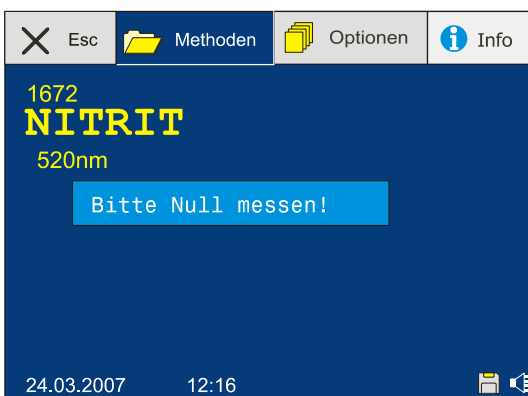 Esc Methoden Optionen Info
1672
NITRIT
520nm
Bitte Null messen!
24.03.2007 12:16